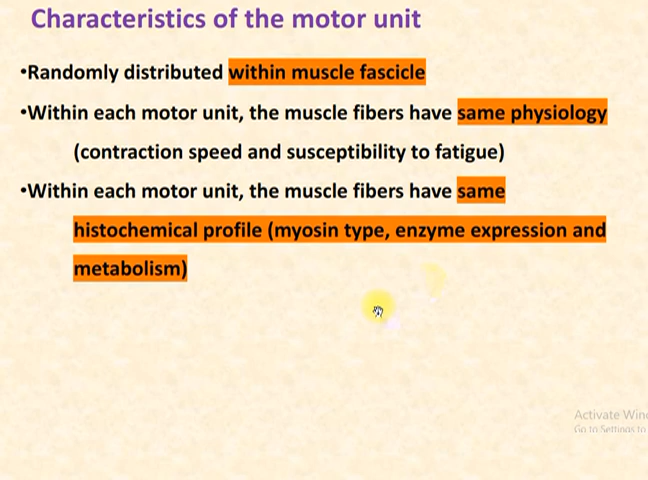 Characteristics of the motor unit
•Randomly distributed within muscle fascicle
•Within each motor unit, the muscle fibers have same physiology
(contraction speed and susceptibility to fatigue)
•Within each motor unit, the muscle fibers have same
histochemical profile (myosin type, enzyme expression and
metabolism)
Activate Win
Go to Settings to